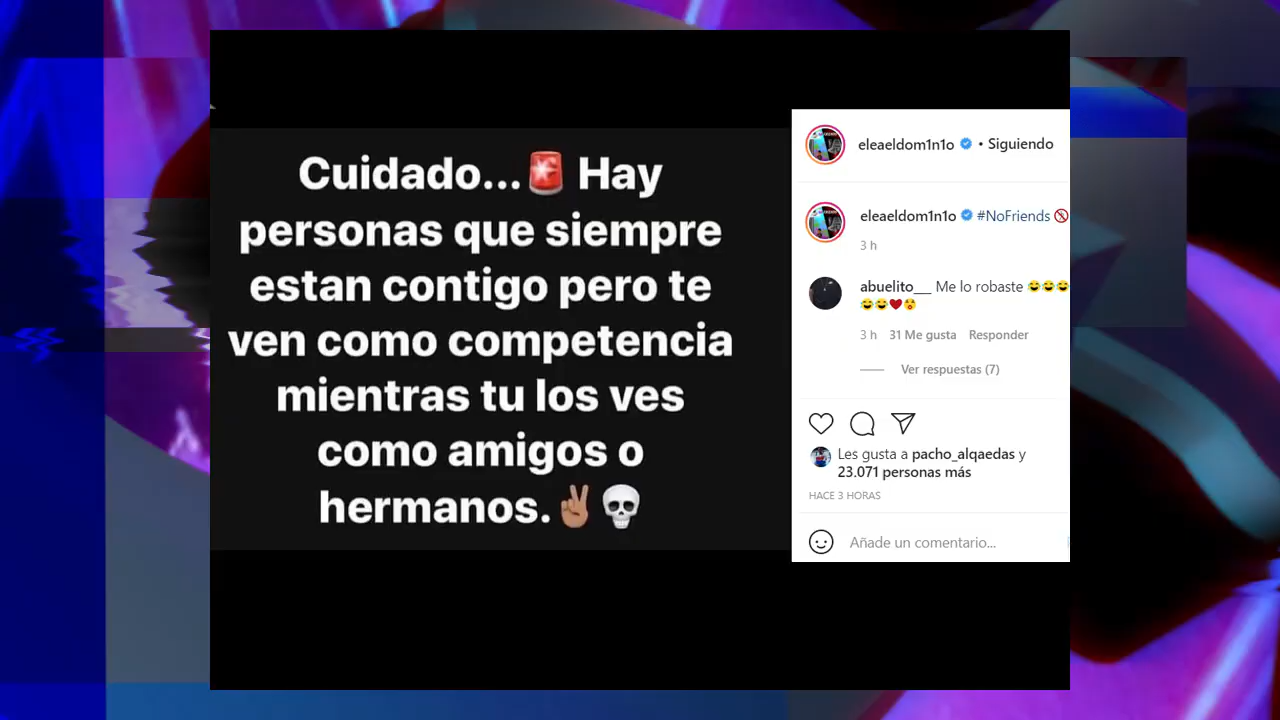 Cuidado...🚨 Hay
personas que siempre
estan contigo pero te
ven como competencia
mientras tu los ves
como amigos o
hermanos.✌🏽💀
eleaeldom1n1o • Siguiendo
eleaeldom1n1o #NoFriends 🚫
3 h
abuelito__ Me lo robaste 😂😂😂
😂😂❤️😲
3 h 31 Me gusta Responder
Ver respuestas (7)
Les gusta a pacho_alqaedas y
23.071 personas más
HACE 3 HORAS
Añade un comentario...